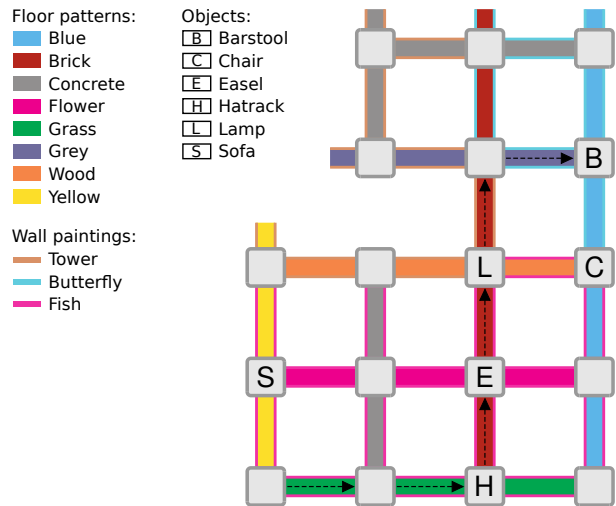 Floor patterns:
Blue
Brick
Concrete
Flower
Grass
Grey
Wood
Yellow
Wall paintings:
Tower
Butterfly
Fish
Objects:
B Barstool
C Chair
E Easel
H Hatrack
L Lamp
S Sofa
B
L C
S E
H